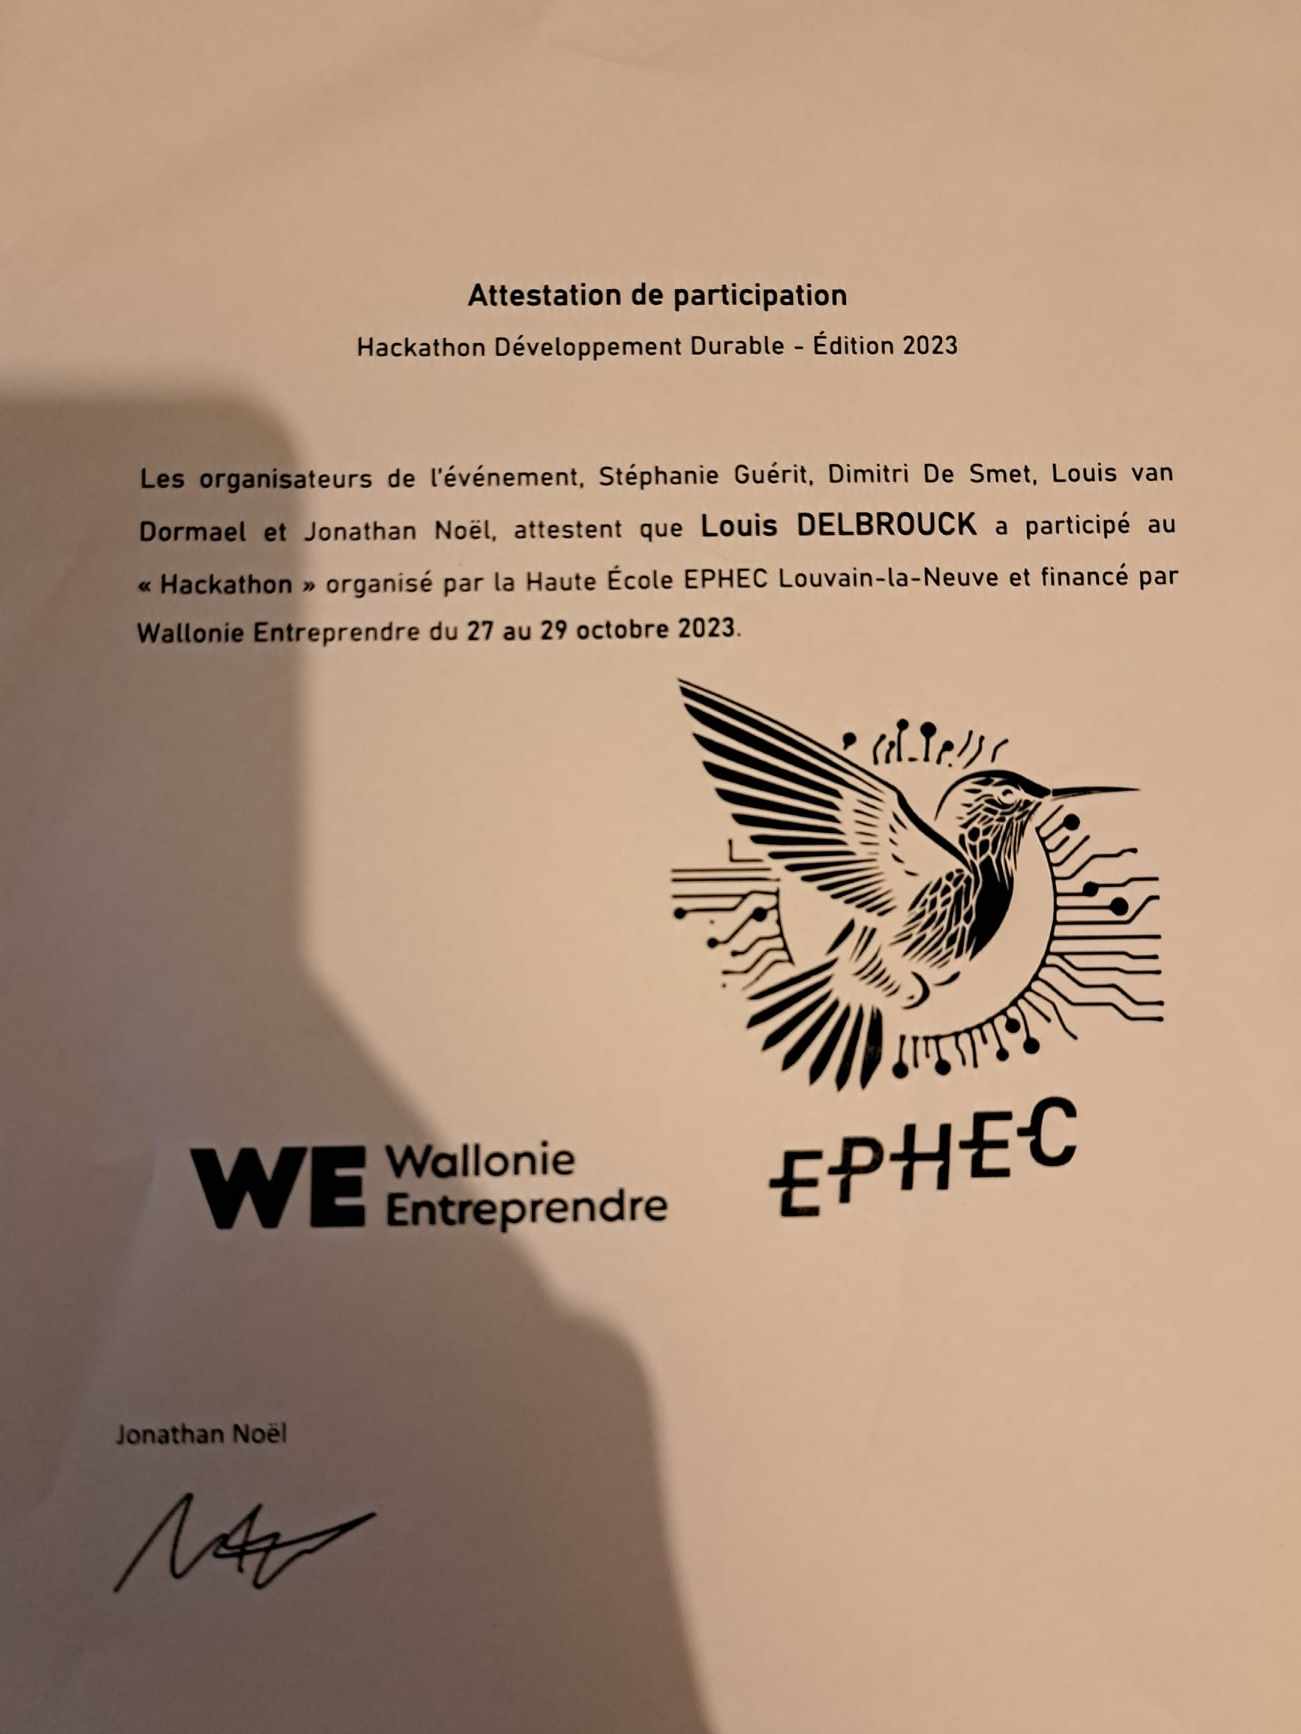 Attestation de participation
Hackathon Développement Durable - Édition 2023
Les organisateurs de l'événement, Stéphanie Guérit, Dimitri De Smet, Louis van
Dormael et Jonathan Noël, attestent que Louis DELBROUCK a participé au
« Hackathon » organisé par la Haute École EPHEC Louvain-la-Neuve et financé par
Wallonie Entreprendre du 27 au 29 octobre 2023.
WE Wallonie
Entreprendre
EPHEC
Jonathan Noël